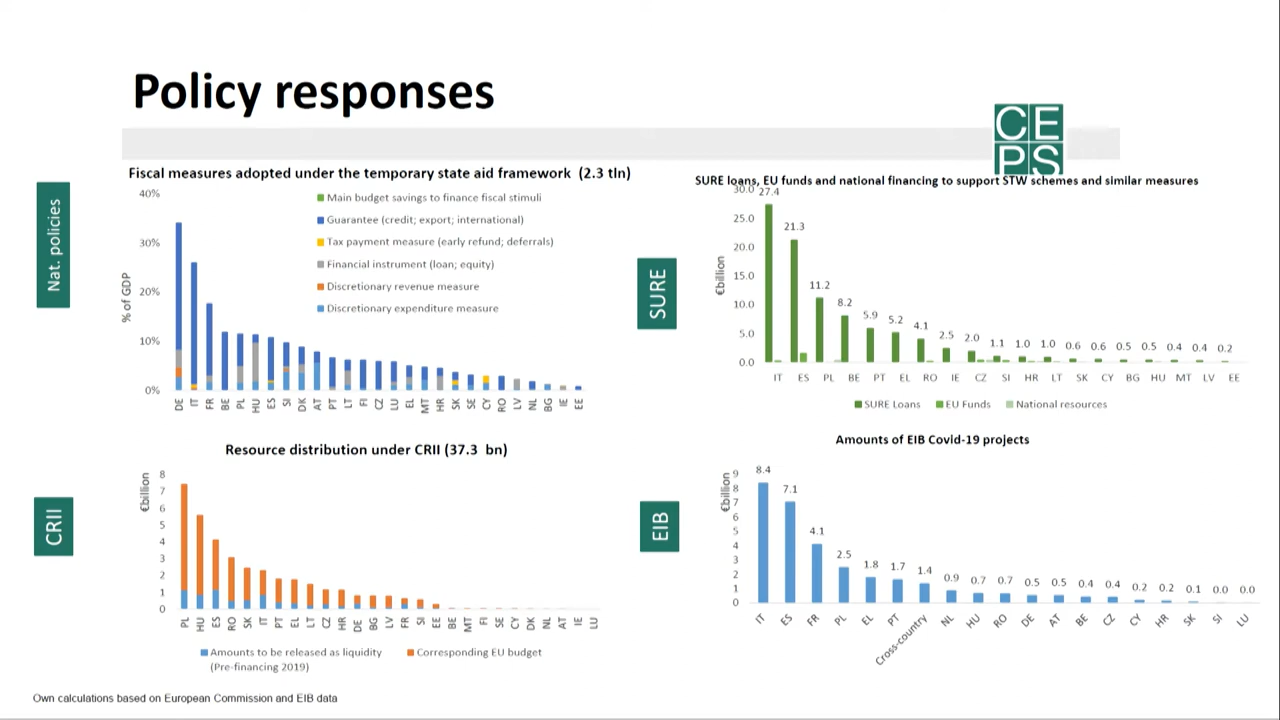 Policy responses
CE
PS
Nat. policies
Fiscal measures adopted under the temporary state aid framework (2.3 tln)
% of GDP
40%
30%
20%
10%
0%
Main budget savings to finance fiscal stimuli
Guarantee (credit; export; international)
Tax payment measure (early refund; deferrals)
Financial instrument (loan; equity)
Discretionary revenue measure
Discretionary expenditure measure
DE IT FR BE PL HU ES SI DK AT PT LT FI CZ LU EL MT HR SK SE CY RO LV NL BG IE EE
SURE
SURE loans, EU funds and national financing to support STW schemes and similar measures
€billion
30.0
25.0
20.0
15.0
10.0
5.0
0.0
27.4 21.3 11.2 8.2 5.9 5.2 4.1 2.5 2.0 1.1 1.0 1.0 0.6 0.6 0.5 0.5 0.4 0.4 0.2
IT ES PL BE PT EL RO IE CZ SI HR LT SK CY BG HU MT LV EE
SURE Loans EU Funds National resources
CRII
Resource distribution under CRII (37.3 bn)
€billion
8
7
6
5
4
3
2
1
0
PL HU ES RO SK IT PT EL LT CZ HR DE BG LV FR SI EE BE MT FI SE CY DK NL AT IE LU
Amounts to be released as liquidity
(Pre-financing 2019)
Corresponding EU budget
EIB
Amounts of EIB Covid-19 projects
€billion
9
8
7
6
5
4
3
2
1
0
8.4 7.1 4.1 2.5 1.8 1.7 1.4 0.9 0.7 0.7 0.5 0.5 0.4 0.4 0.2 0.2 0.1 0.0 0.0
IT ES FR PL EL PT Cross-country NL HU RO DE AT BE CZ CY HR SK SI LU
Own calculations based on European Commission and EIB data